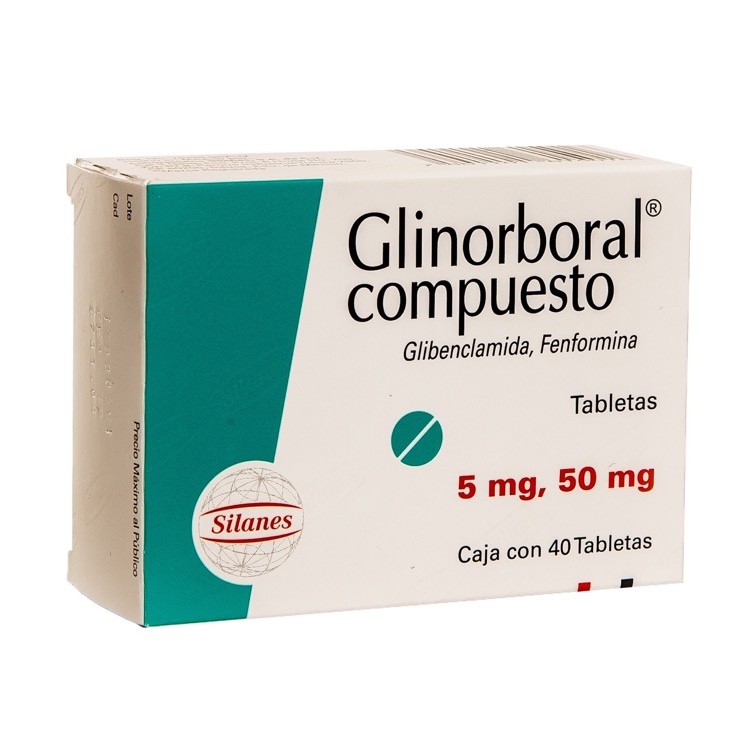 Glinorboral®
compuesto
Glibenclamida, Fenformina
Tabletas
5 mg, 50 mg
Caja con 40 Tabletas
Silanes
Lote
Cad
Precio Máximo al Público